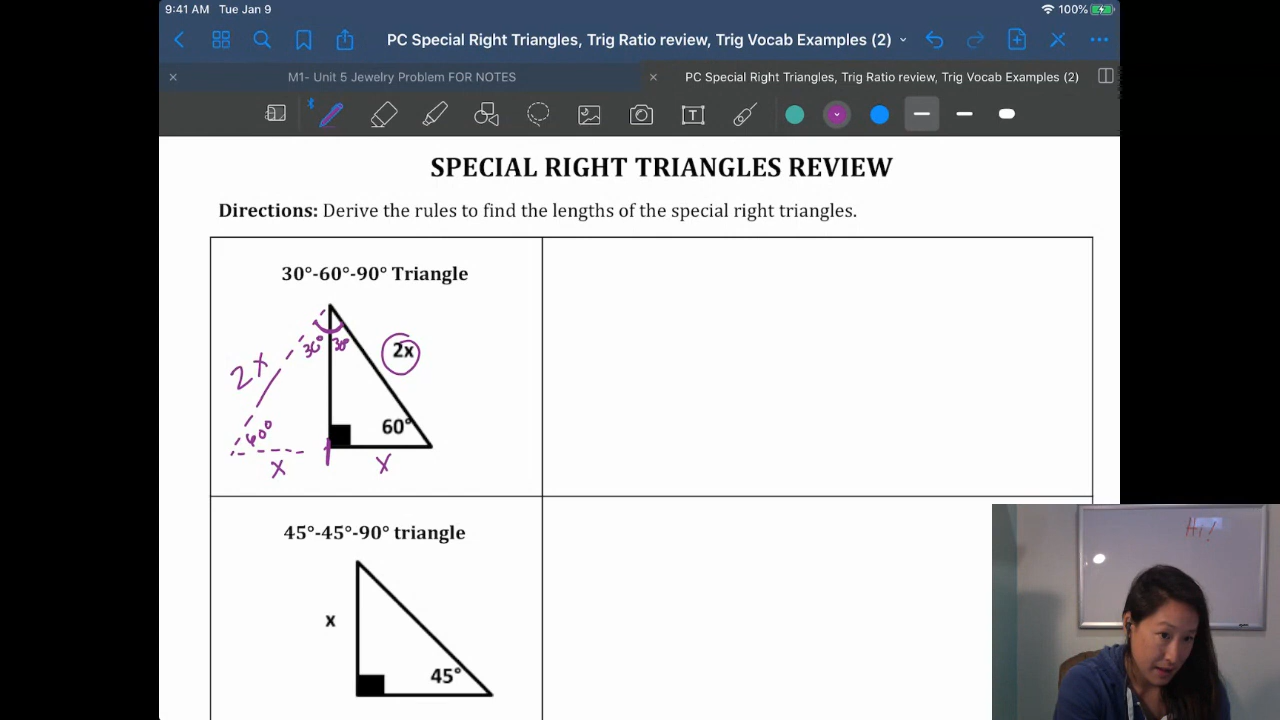 9:41 AM Tue Jan 9
100%
PC Special Right Triangles, Trig Ratio review, Trig Vocab Examples (2)
M1- Unit 5 Jewelry Problem FOR NOTES
PC Special Right Triangles, Trig Ratio review, Trig Vocab Examples (2)
T
SPECIAL RIGHT TRIANGLES REVIEW
Directions: Derive the rules to find the lengths of the special right triangles.
30°-60°-90° Triangle
30° 30°
2x
2x
60°
60°
x
x
45°-45°-90° triangle
x
45°
Hi!